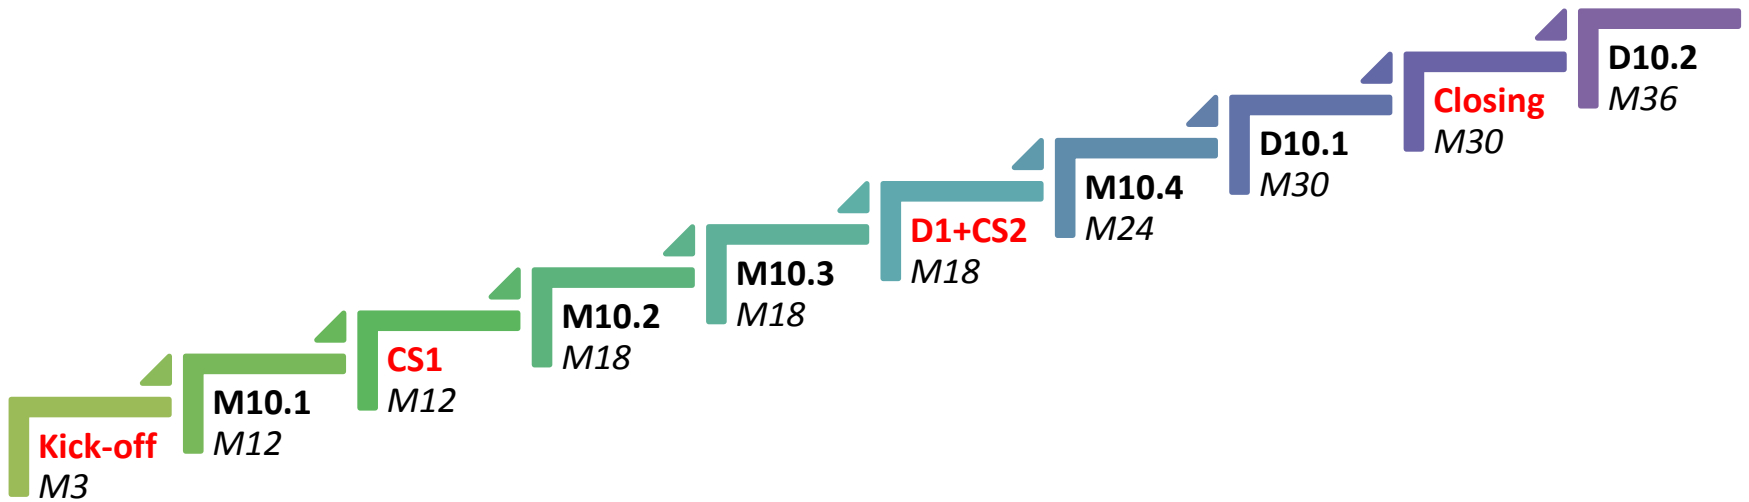 Kick-off
M3
M10.1
M12
CS1
M12
M10.2
M18
M10.3
M18
D1+CS2
M18
M10.4
M24
D10.1
M30
Closing
M30
D10.2
M36